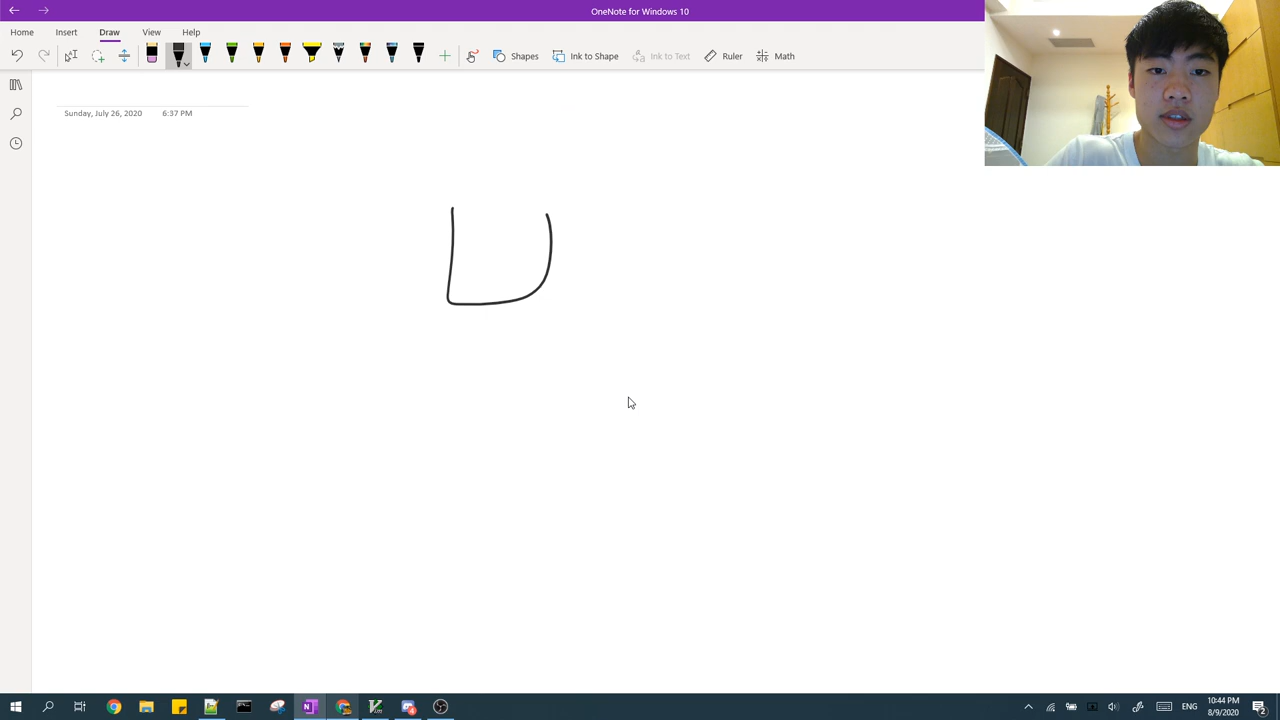 OneNote for Windows 10
Home Insert Draw View Help
Shapes Ink to Shape Ink to Text Ruler Math
Sunday, July 26, 2020 6:37 PM
ENG 10:44 PM
8/9/2020 2